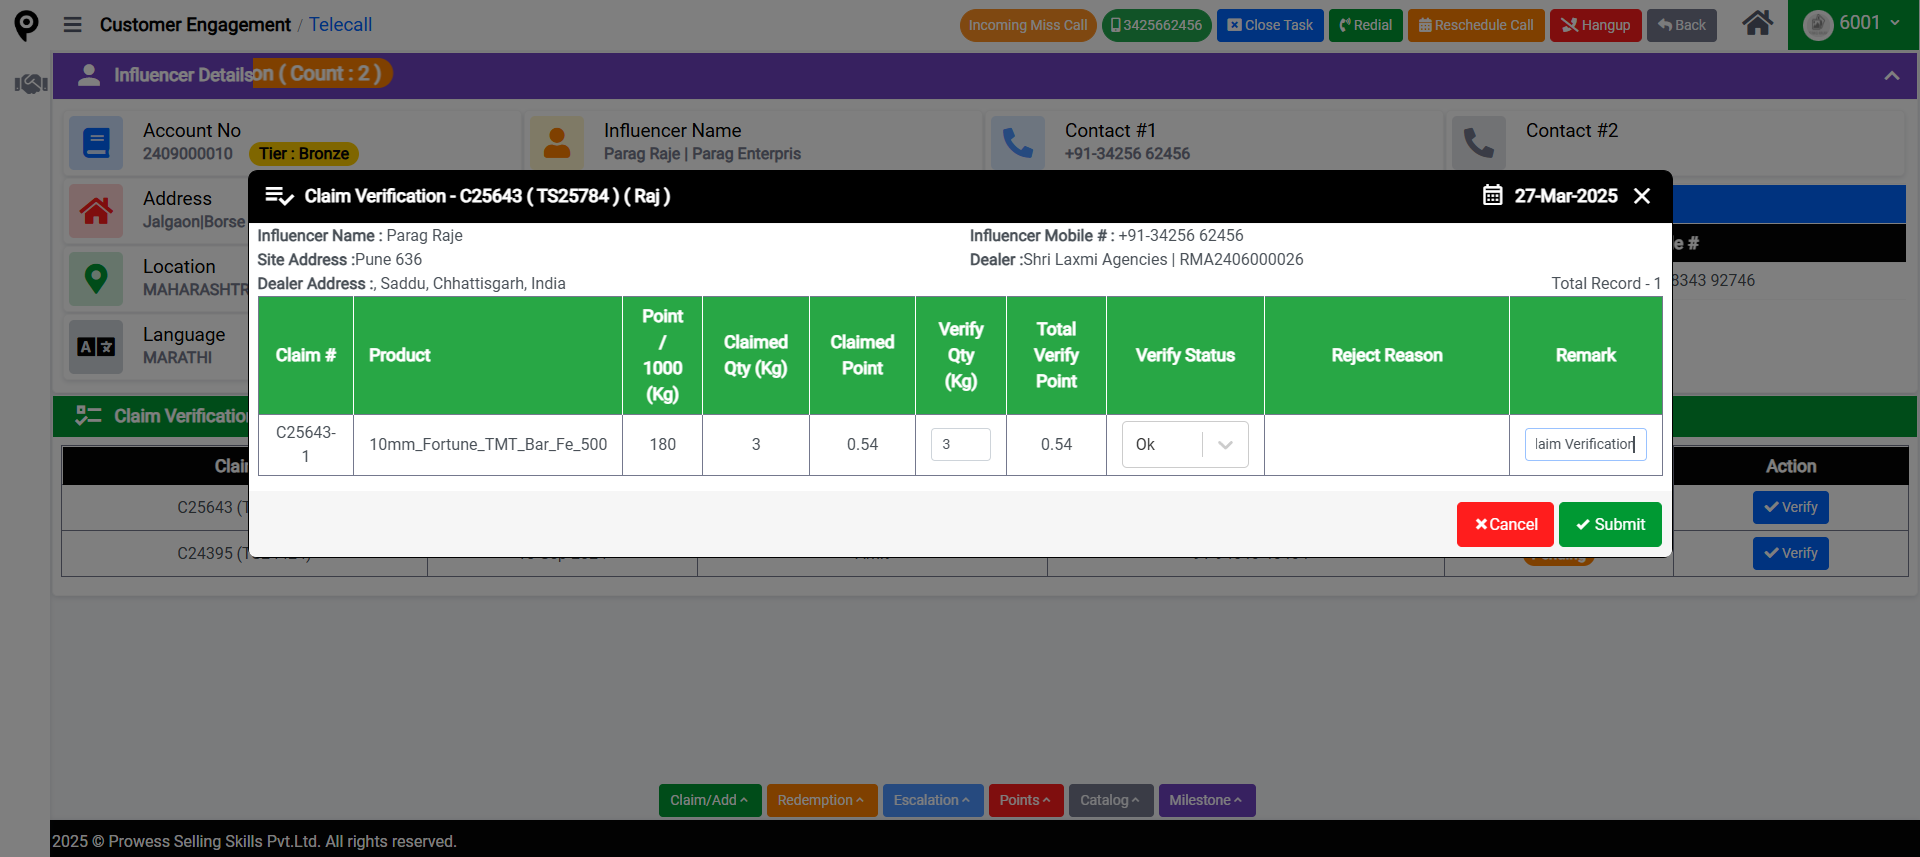 Customer Engagement / Telecall
Incoming Miss Call
3425662456
Close Task
Redial
Reschedule Call
Hangup
Back
6001
Influencer Details
on ( Count : 2 )
Account No
2409000010
Tier : Bronze
Influencer Name
Parag Raje | Parag Enterpris
Contact #1
+91-34256 62456
Contact #2
Address
Jalgaon|Borse
Location
MAHARASHTR
Language
MARATHI
e #
8343 92746
Claim Verification - C25643 ( TS25784 ) ( Raj )
27-Mar-2025
Influencer Name : Parag Raje
Influencer Mobile # : +91-34256 62456
Site Address :Pune 636
Dealer :Shri Laxmi Agencies | RMA2406000026
Dealer Address :, Saddu, Chhattisgarh, India
Total Record - 1
Claim #
Product
Point
/
1000
(Kg)
Claimed
Qty (Kg)
Claimed
Point
Verify
Qty
(Kg)
Total
Verify
Point
Verify Status
Reject Reason
Remark
C25643-
1
10mm_Fortune_TMT_Bar_Fe_500
180
3
0.54
3
0.54
Ok
laim Verification
Cancel
Submit
Claim Verification
Clai
Action
C25643 (T
Verify
C24395 (T
Verify
Claim/Add
Redemption
Escalation
Points
Catalog
Milestone
2025 © Prowess Selling Skills Pvt.Ltd. All rights reserved.